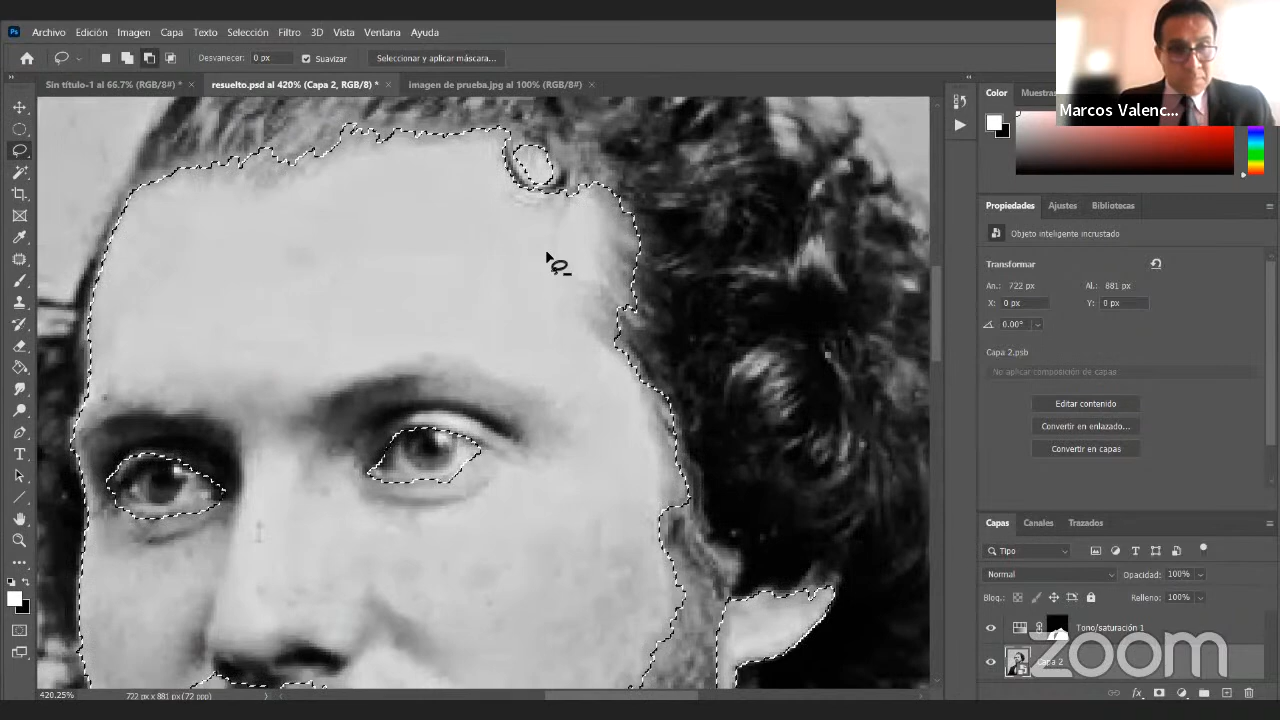 Ps Archivo Edición Imagen Capa Texto Selección Filtro 3D Vista Ventana Ayuda
Desvanecer: 0 px Suavizar Seleccionar y aplicar máscara...
Sin título-1 al 66.7% (RGB/8#) * × resuelto.psd al 420% (Capa 2, RGB/8) * × imagen de prueba.jpg al 100% (RGB/8#) ×
Marcos Valenc...
Color Muestras
Propiedades Ajustes Bibliotecas
Objeto inteligente incrustado
Transformar
An.: 722 px Al.: 881 px
X: 0 px Y: 0 px
0.00°
Capa 2.psb
No aplicar composición de capas
Editar contenido
Convertir en enlazado...
Convertir en capas
Capas Canales Trazados
Tipo
Normal Opacidad: 100%
Bloq.: Relleno: 100%
Tono/saturación 1
Capa 2
zoom
420.25% 722 px x 881 px (72 ppp)